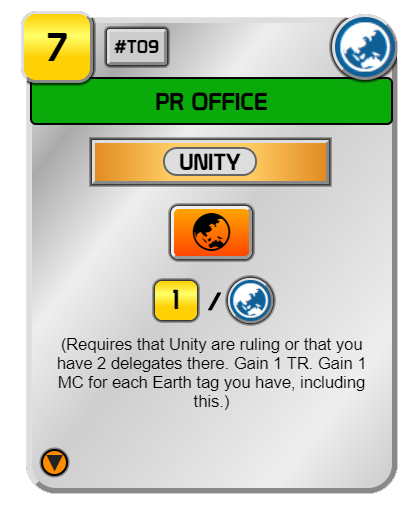 7
#T09
PR OFFICE
UNITY
1 /
(Requires that Unity are ruling or that you
have 2 delegates there. Gain 1 TR. Gain 1
MC for each Earth tag you have, including
this.)